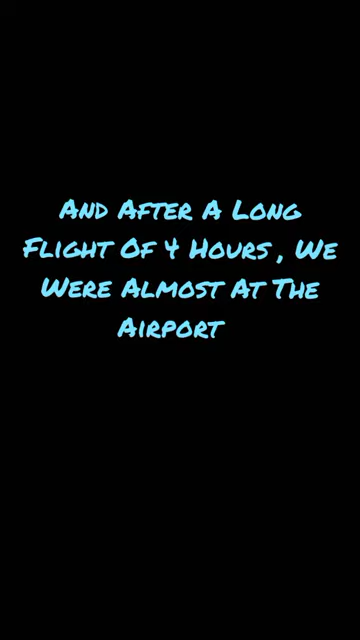 And After A Long
Flight Of 4 Hours , We
Were Almost At The
Airport